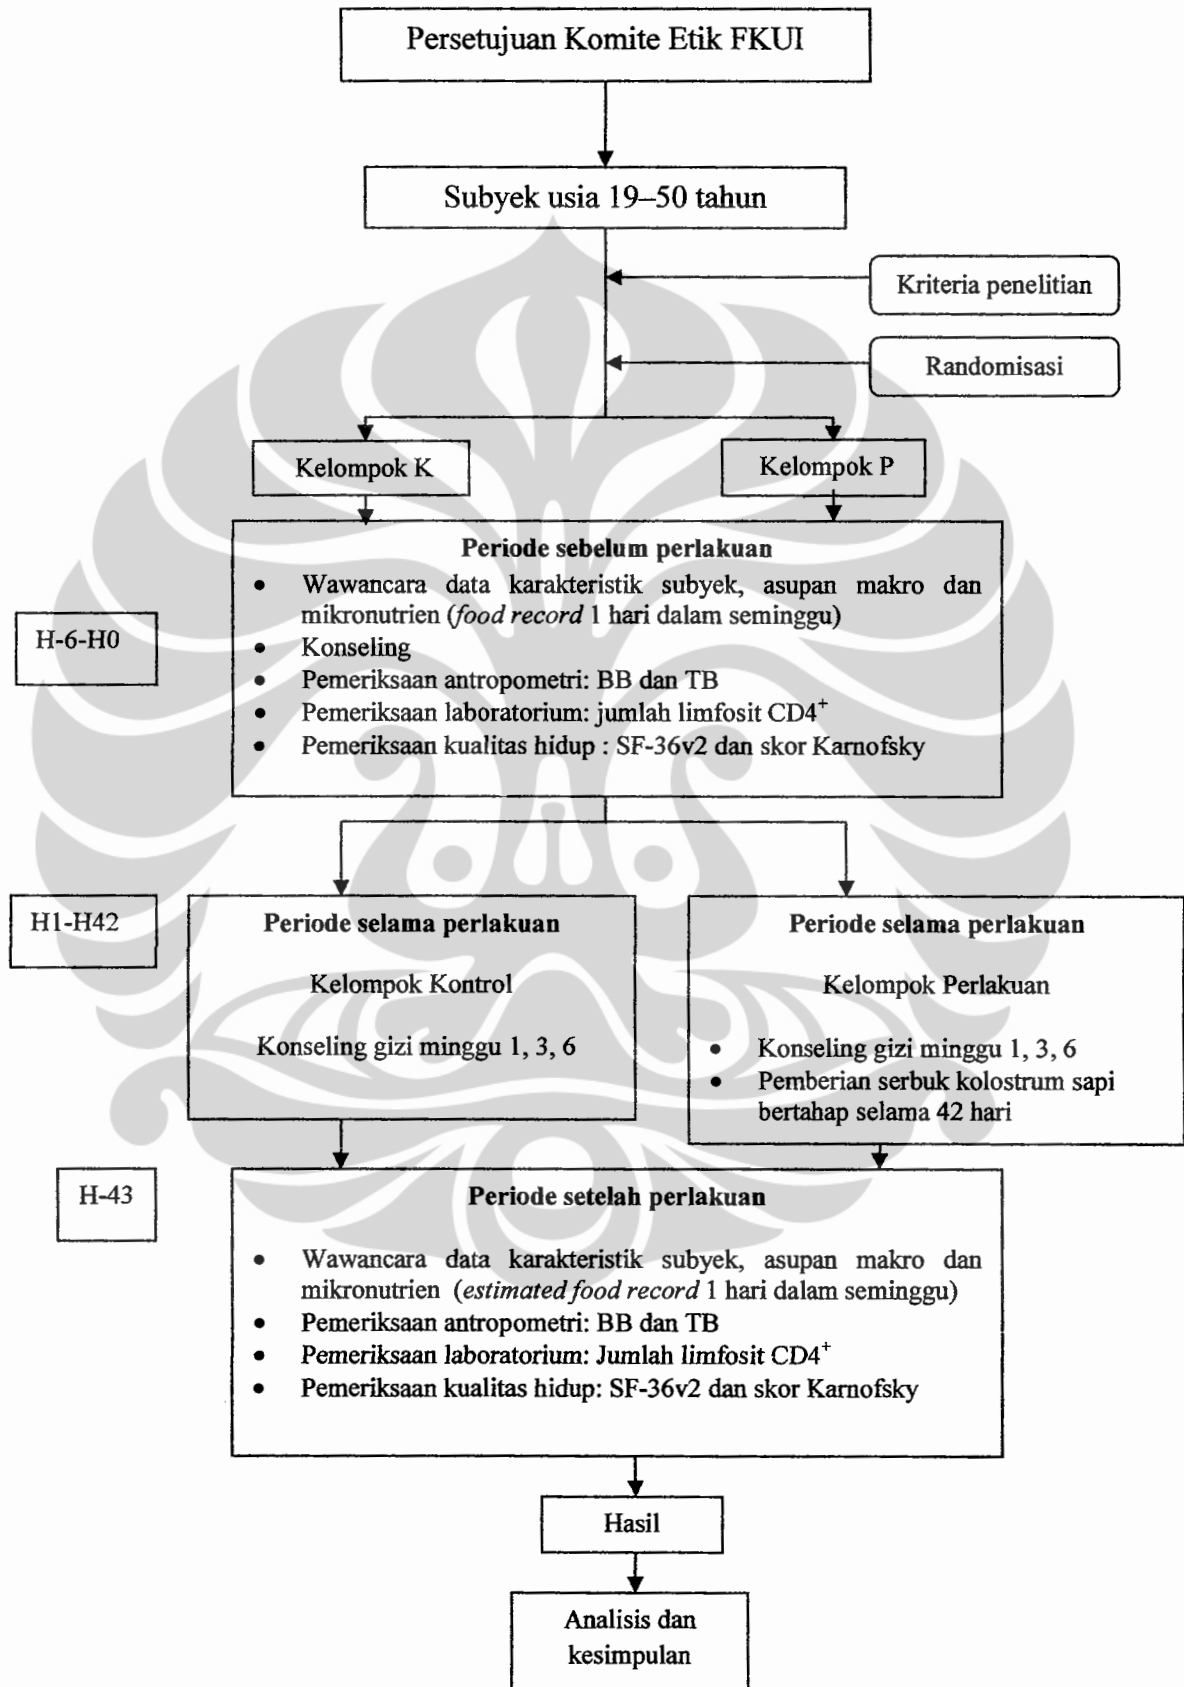 Persetujuan Komite Etik FKUI
Subyek usia 19–50 tahun
Kriteria penelitian
Randomisasi
Kelompok K
Kelompok P
H-6-H0
Periode sebelum perlakuan
• Wawancara data karakteristik subyek, asupan makro dan
mikronutrien (food record 1 hari dalam seminggu)
• Konseling
• Pemeriksaan antropometri: BB dan TB
• Pemeriksaan laboratorium: jumlah limfosit CD4⁺
• Pemeriksaan kualitas hidup : SF-36v2 dan skor Karnofsky
H1-H42
Periode selama perlakuan
Kelompok Kontrol
Konseling gizi minggu 1, 3, 6
Periode selama perlakuan
Kelompok Perlakuan
• Konseling gizi minggu 1, 3, 6
• Pemberian serbuk kolostrum sapi
bertahap selama 42 hari
H-43
Periode setelah perlakuan
• Wawancara data karakteristik subyek, asupan makro dan
mikronutrien (estimated food record 1 hari dalam seminggu)
• Pemeriksaan antropometri: BB dan TB
• Pemeriksaan laboratorium: Jumlah limfosit CD4⁺
• Pemeriksaan kualitas hidup: SF-36v2 dan skor Karnofsky
Hasil
Analisis dan
kesimpulan